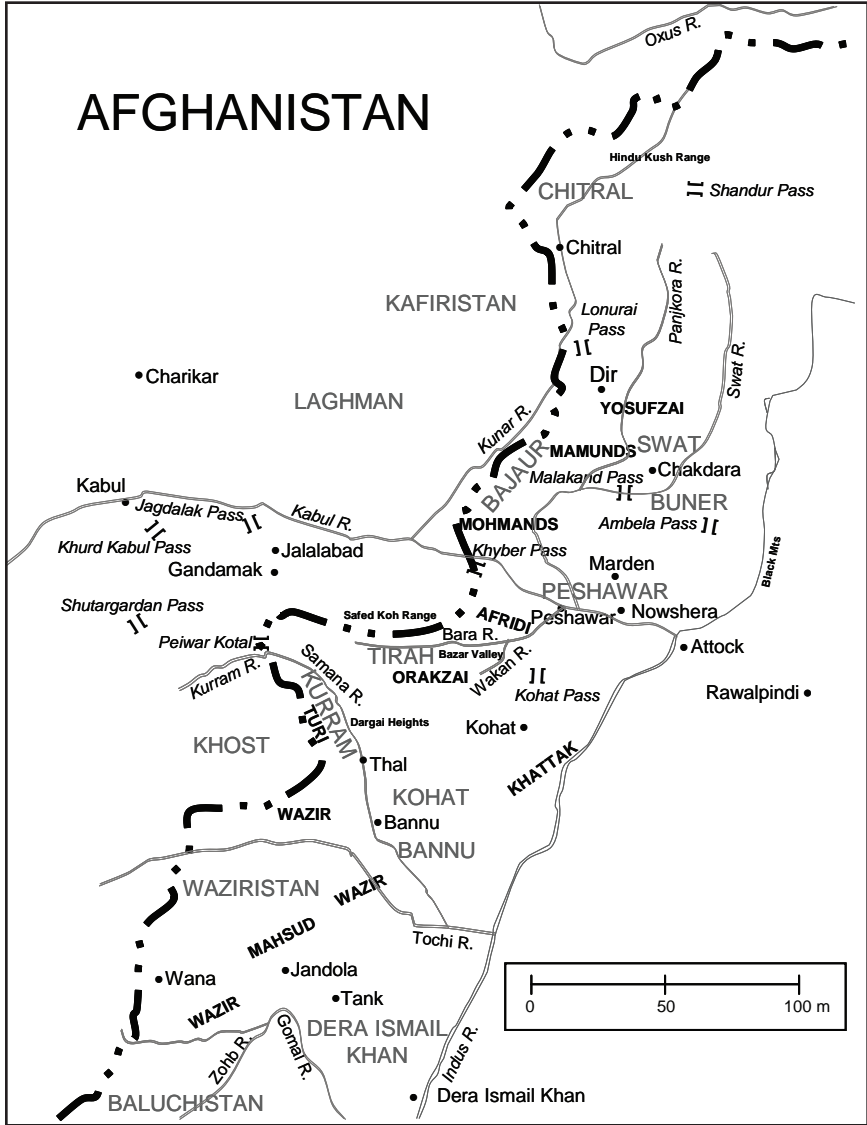 Oxus R.
AFGHANISTAN
Hindu Kush Range
CHITRAL
Shandur Pass
Chitral
KAFIRISTAN
Lonurai
Pass
Panjkora R.
Swat R.
Charikar
Dir
LAGHMAN
YOSUFZAI
Kunar R.
BAJAUR
MAMUNDS
SWAT
Malakand Pass
Chakdara
Kabul
Jagdalak Pass
Kabul R.
BUNER
MOHMANDS
Ambela Pass
Khurd Kabul Pass
Jalalabad
Khyber Pass
Gandamak
Marden
Black Mts
PESHAWAR
Shutargardan Pass
Safed Koh Range
AFRIDI
Peshawar
Nowshera
Peiwar Kotal
Bara R.
TIRAH
Bazar Valley
Attock
Kurram R.
Samana R.
ORAKZAI
Wakan R.
Kohat Pass
Rawalpindi
KURRAM
TURI
Dargai Heights
Kohat
KHOST
KHATTAK
Thal
KOHAT
WAZIR
Bannu
BANNU
WAZIRISTAN
WAZIR
MAHSUD
Tochi R.
Wana
Jandola
Tank
WAZIR
0
50
100 m
DERA ISMAIL
KHAN
Zohb R.
Gomal R.
Indus R.
BALUCHISTAN
Dera Ismail Khan